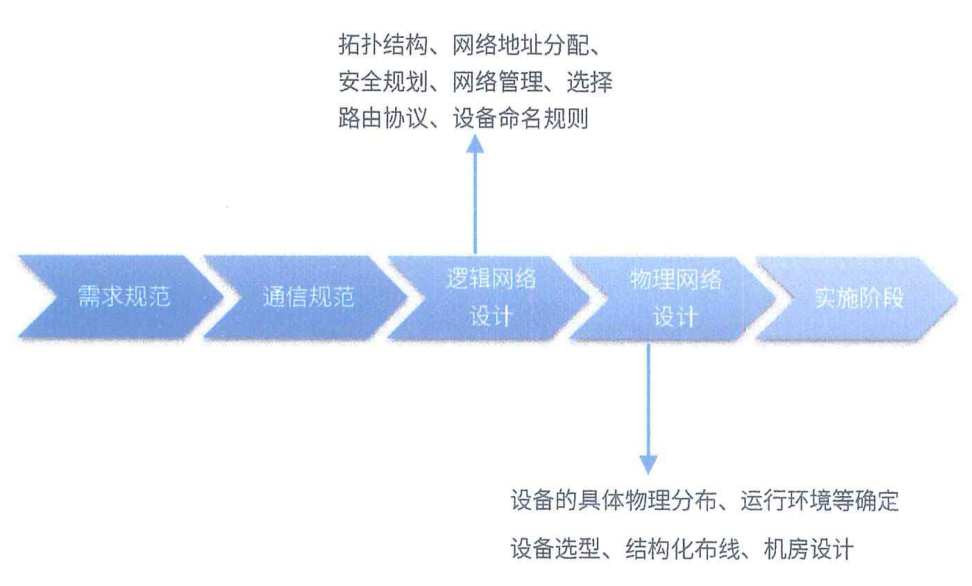 拓扑结构、网络地址分配、
安全规划、网络管理、选择
路由协议、设备命名规则
需求规范
通信规范
逻辑网络
设计
物理网络
设计
实施阶段
设备的具体物理分布、运行环境等确定
设备选型、结构化布线、机房设计